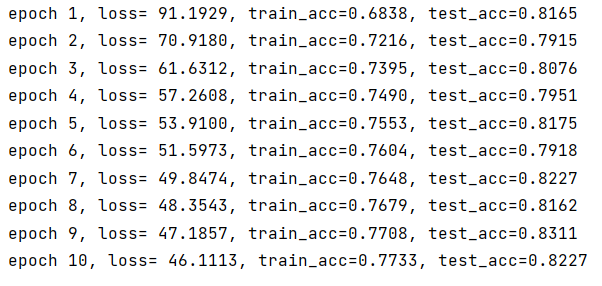 epoch 1, loss= 91.1929, train_acc=0.6838, test_acc=0.8165
epoch 2, loss= 70.9180, train_acc=0.7216, test_acc=0.7915
epoch 3, loss= 61.6312, train_acc=0.7395, test_acc=0.8076
epoch 4, loss= 57.2608, train_acc=0.7490, test_acc=0.7951
epoch 5, loss= 53.9100, train_acc=0.7553, test_acc=0.8175
epoch 6, loss= 51.5973, train_acc=0.7604, test_acc=0.7918
epoch 7, loss= 49.8474, train_acc=0.7648, test_acc=0.8227
epoch 8, loss= 48.3543, train_acc=0.7679, test_acc=0.8162
epoch 9, loss= 47.1857, train_acc=0.7708, test_acc=0.8311
epoch 10, loss= 46.1113, train_acc=0.7733, test_acc=0.8227